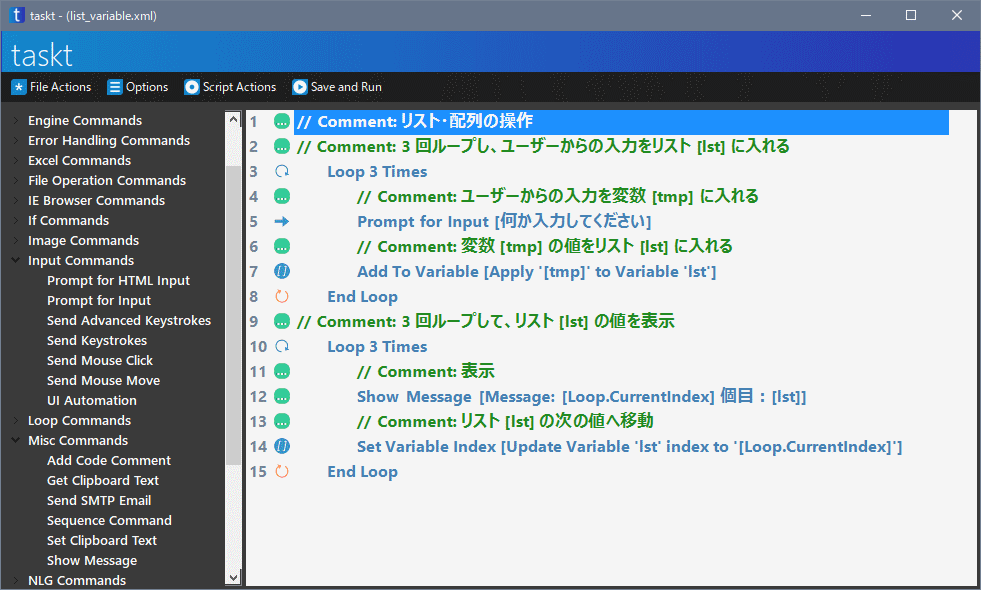 taskt - (list_variable.xml)
taskt
File Actions
Options
Script Actions
Save and Run
Engine Commands
Error Handling Commands
Excel Commands
File Operation Commands
IE Browser Commands
If Commands
Image Commands
Input Commands
Prompt for HTML Input
Prompt for Input
Send Advanced Keystrokes
Send Keystrokes
Send Mouse Click
Send Mouse Move
UI Automation
Loop Commands
Misc Commands
Add Code Comment
Get Clipboard Text
Send SMTP Email
Sequence Command
Set Clipboard Text
Show Message
NLG Commands
1 // Comment: リスト・配列の操作
2 // Comment: 3 回ループし、ユーザーからの入力をリスト [lst] に入れる
3 Loop 3 Times
4 // Comment: ユーザーからの入力を変数 [tmp] に入れる
5 Prompt for Input [何か入力してください]
6 // Comment: 変数 [tmp] の値をリスト [lst] に入れる
7 Add To Variable [Apply '[tmp]' to Variable 'lst']
8 End Loop
9 // Comment: 3 回ループして、リスト [lst] の値を表示
10 Loop 3 Times
11 // Comment: 表示
12 Show Message [Message: [Loop.CurrentIndex] 個目 : [lst]]
13 // Comment: リスト [lst] の次の値へ移動
14 Set Variable Index [Update Variable 'lst' index to '[Loop.CurrentIndex]']
15 End Loop